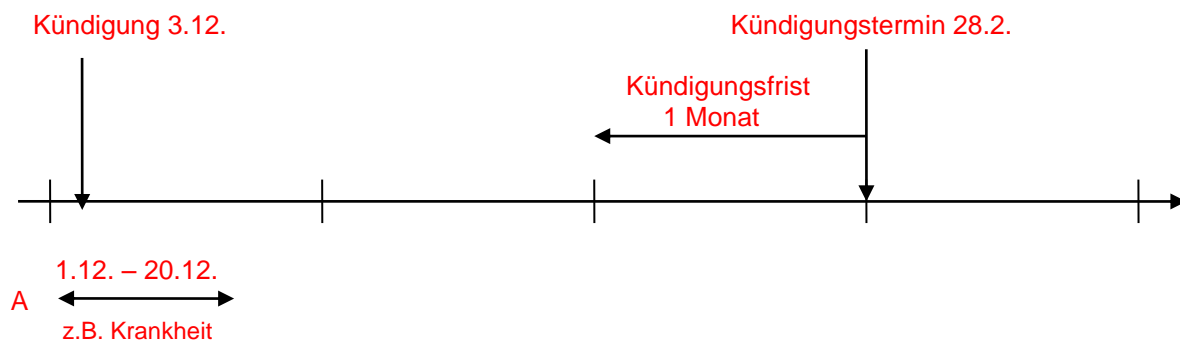 Kündigung 3.12.
Kündigungstermin 28.2.
Kündigungsfrist
1 Monat
1.12. – 20.12.
A
z.B. Krankheit